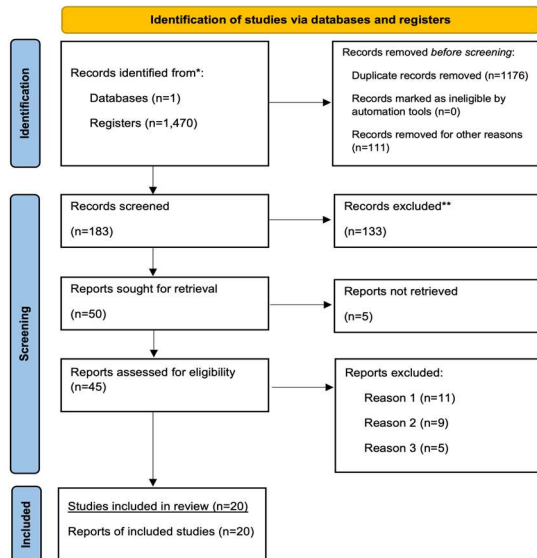 Identification of studies via databases and registers
Identification
Records identified from*:
Databases (n=1)
Registers (n=1,470)
Records removed before screening:
Duplicate records removed (n=1176)
Records marked as ineligible by
automation tools (n=0)
Records removed for other reasons
(n=111)
Screening
Records screened
(n=183)
Records excluded**
(n=133)
Reports sought for retrieval
(n=50)
Reports not retrieved
(n=5)
Reports assessed for eligibility
(n=45)
Reports excluded:
Reason 1 (n=11)
Reason 2 (n=9)
Reason 3 (n=5)
Included
Studies included in review (n=20)
Reports of included studies (n=20)